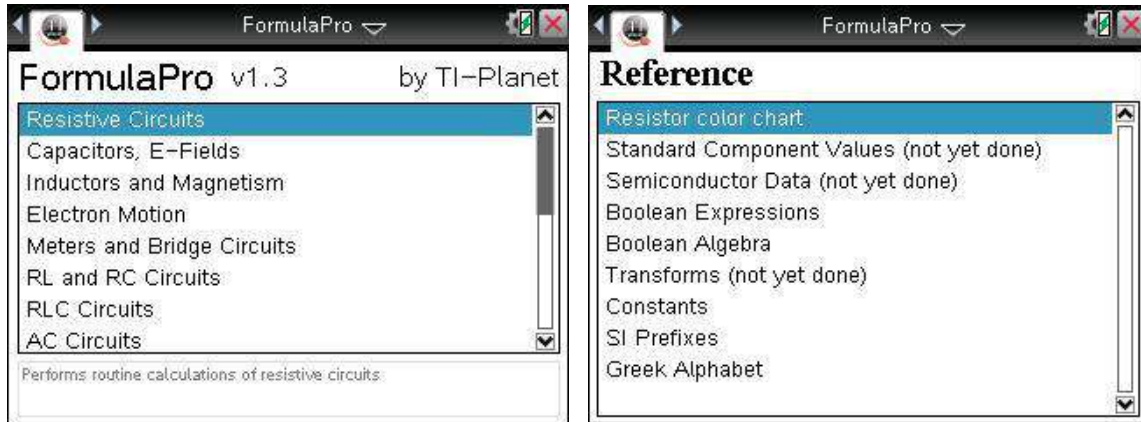 FormulaPro
FormulaPro v1.3 by TI-Planet
Resistive Circuits
Capacitors, E-Fields
Inductors and Magnetism
Electron Motion
Meters and Bridge Circuits
RL and RC Circuits
RLC Circuits
AC Circuits
Performs routine calculations of resistive circuits
FormulaPro
Reference
Resistor color chart
Standard Component Values (not yet done)
Semiconductor Data (not yet done)
Boolean Expressions
Boolean Algebra
Transforms (not yet done)
Constants
SI Prefixes
Greek Alphabet